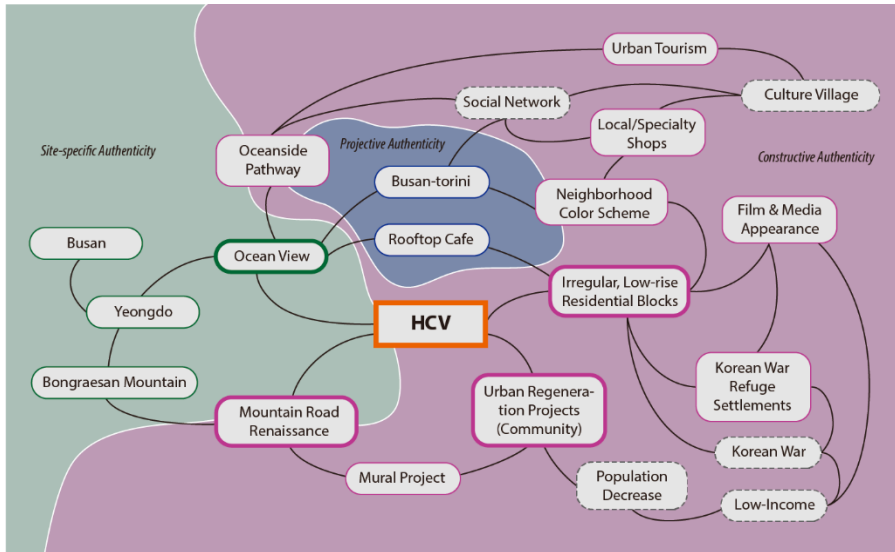 Urban Tourism
Social Network
Culture Village
Local/Specialty
Shops
Site-specific Authenticity
Oceanside
Pathway
Projective Authenticity
Constructive Authenticity
Busan-torini
Neighborhood
Color Scheme
Film & Media
Appearance
Busan
Ocean View
Rooftop Cafe
Irregular, Low-rise
Residential Blocks
Yeongdo
HCV
Bongraesan Mountain
Mountain Road
Renaissance
Urban Regenera-
tion Projects
(Community)
Korean War
Refuge
Settlements
Korean War
Mural Project
Population
Decrease
Low-Income